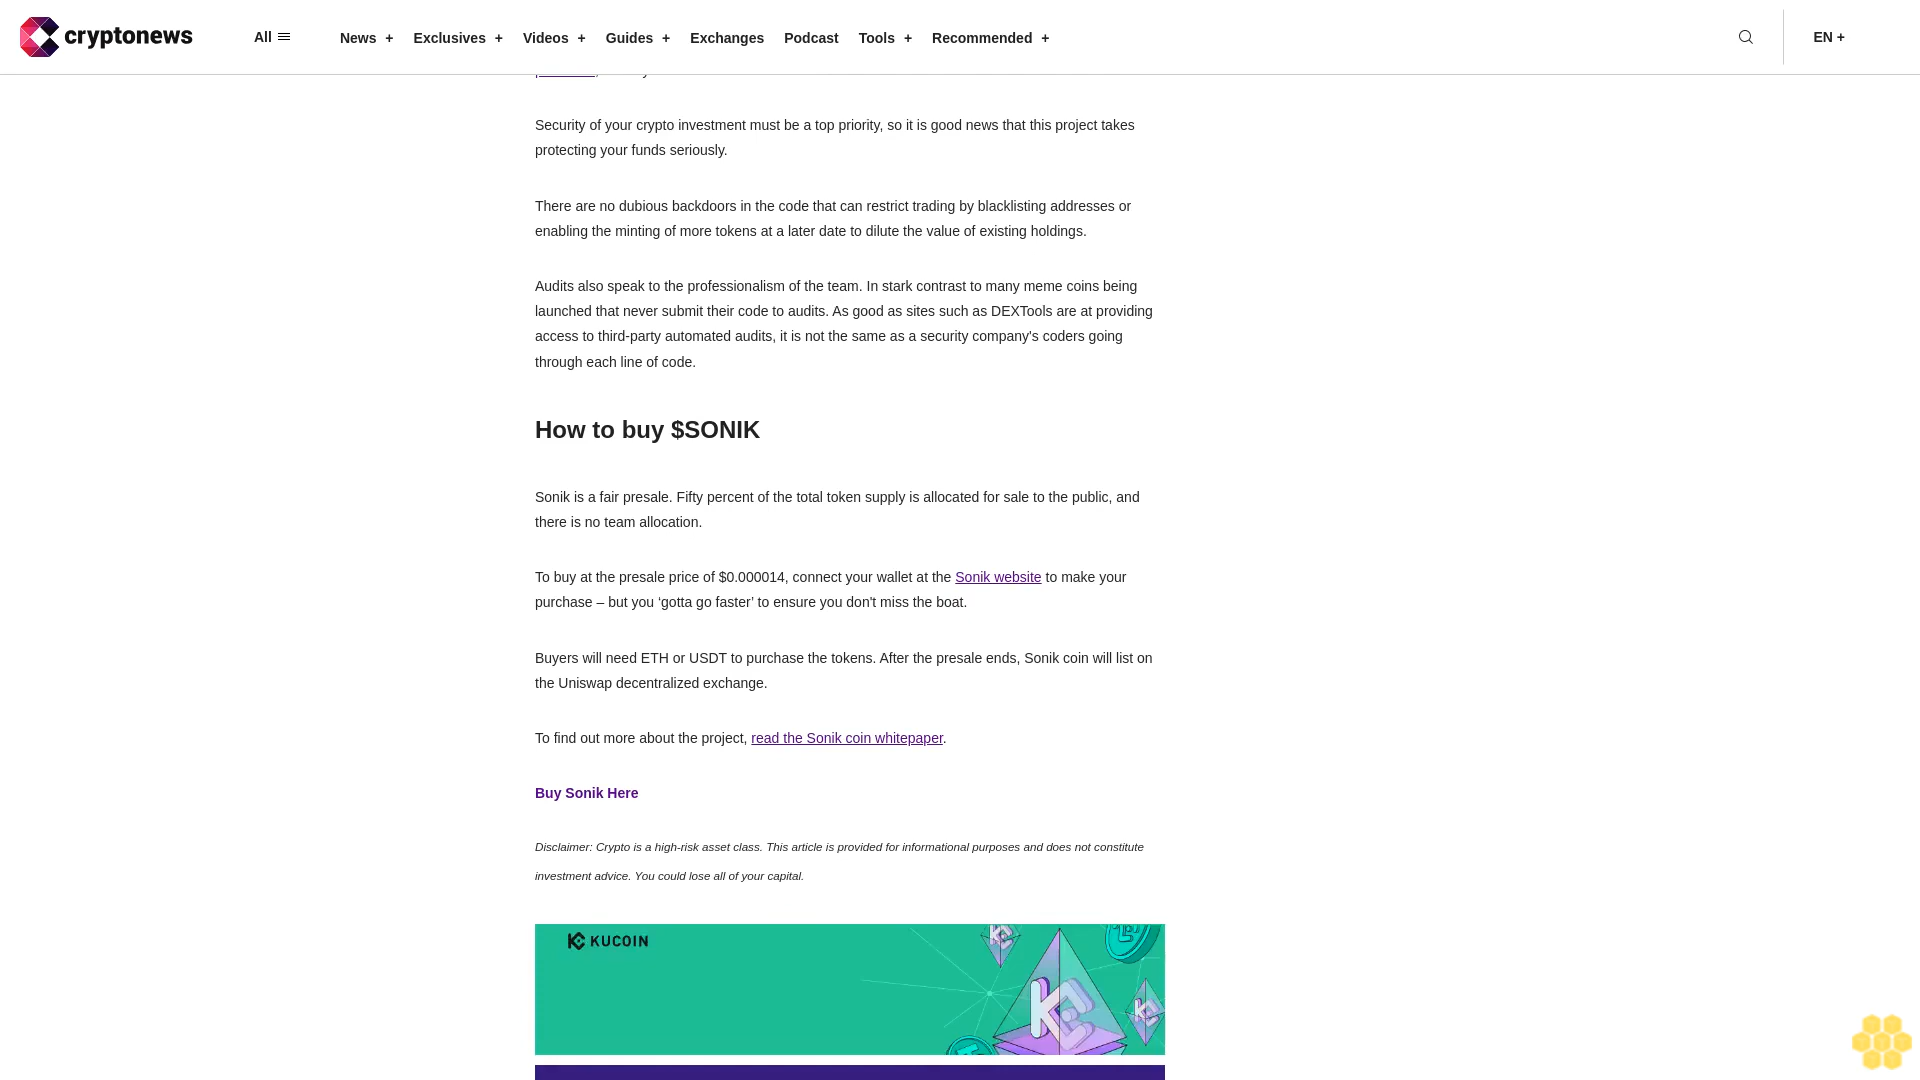 cryptonews All News + Exclusives + Videos + Guides + Exchanges Podcast Tools + Recommended + EN +
Security of your crypto investment must be a top priority, so it is good news that this project takes
protecting your funds seriously.
There are no dubious backdoors in the code that can restrict trading by blacklisting addresses or
enabling the minting of more tokens at a later date to dilute the value of existing holdings.
Audits also speak to the professionalism of the team. In stark contrast to many meme coins being
launched that never submit their code to audits. As good as sites such as DEXTools are at providing
access to third-party automated audits, it is not the same as a security company's coders going
through each line of code.
How to buy $SONIK
Sonik is a fair presale. Fifty percent of the total token supply is allocated for sale to the public, and
there is no team allocation.
To buy at the presale price of $0.000014, connect your wallet at the Sonik website to make your
purchase – but you ‘gotta go faster’ to ensure you don't miss the boat.
Buyers will need ETH or USDT to purchase the tokens. After the presale ends, Sonik coin will list on
the Uniswap decentralized exchange.
To find out more about the project, read the Sonik coin whitepaper.
Buy Sonik Here
Disclaimer: Crypto is a high-risk asset class. This article is provided for informational purposes and does not constitute
investment advice. You could lose all of your capital.
KUCOIN